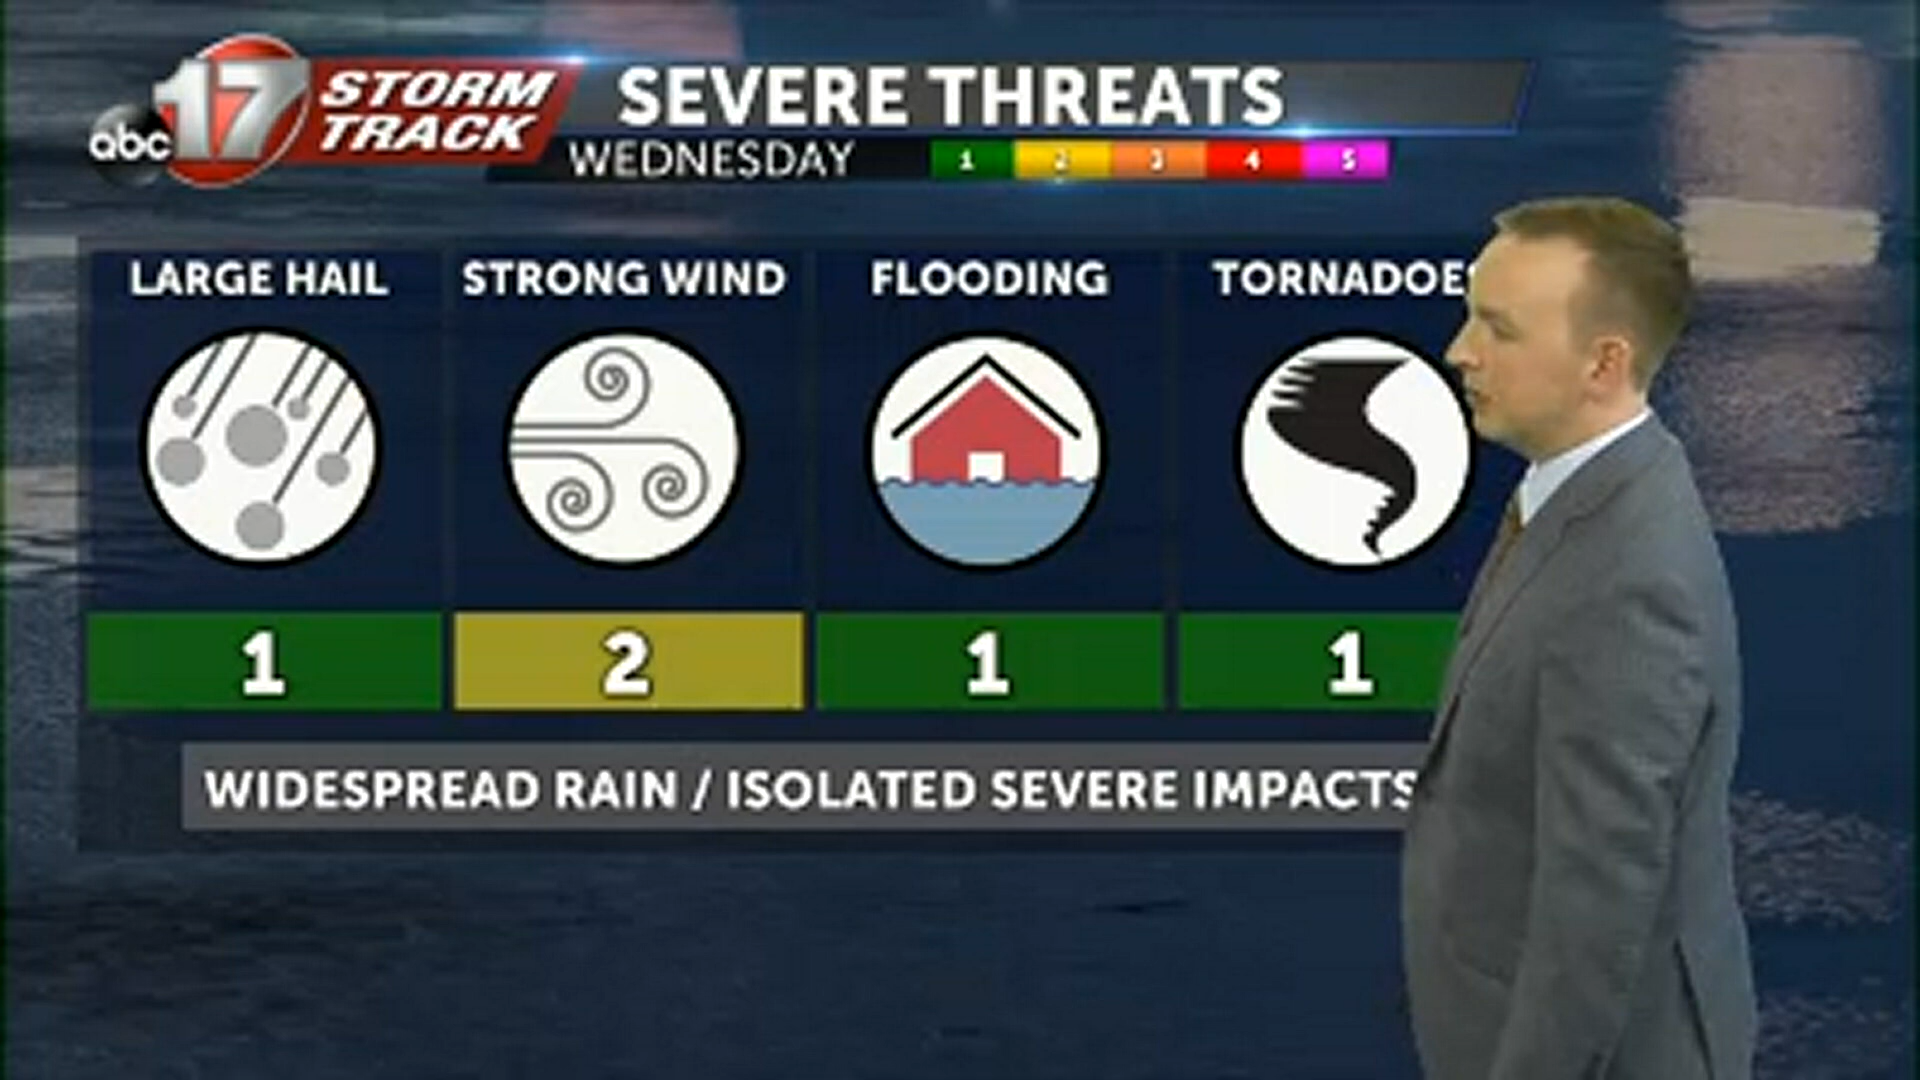 abc 17 STORM TRACK
SEVERE THREATS
WEDNESDAY 1 2 3 4 5
LARGE HAIL STRONG WIND FLOODING TORNADOES
1 2 1 1
WIDESPREAD RAIN / ISOLATED SEVERE IMPACTS